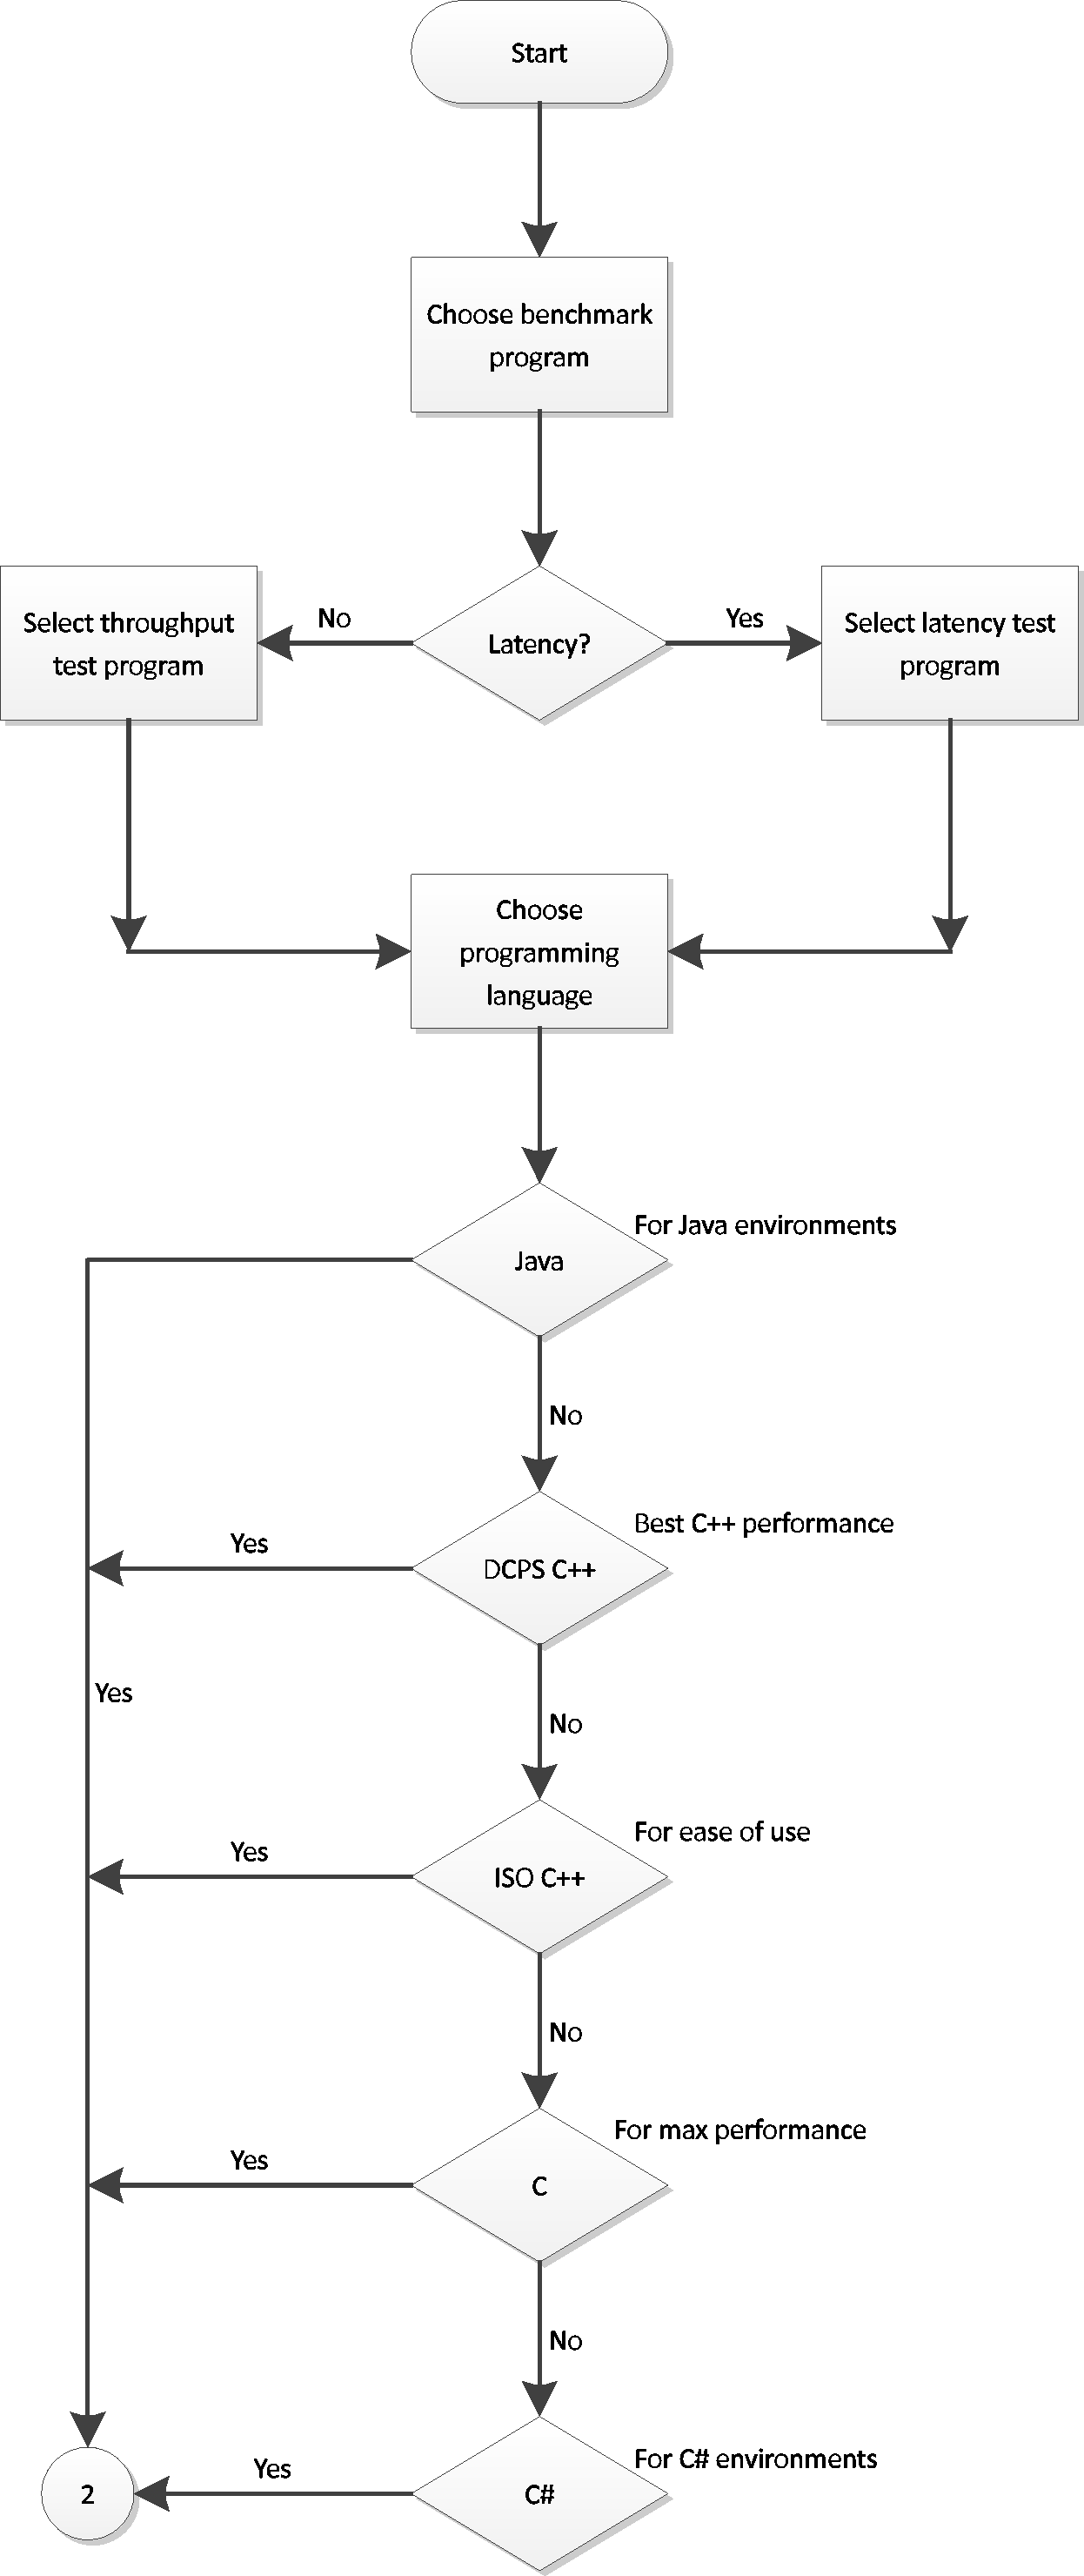 Start
Choose benchmark
program
No
Yes
Select throughput
test program
Latency?
Select latency test
program
Choose
programming
language
For Java environments
Java
No
Best C++ performance
Yes
DCPS C++
Yes
No
For ease of use
Yes
ISO C++
No
For max performance
Yes
C
No
For C# environments
Yes
C#
2